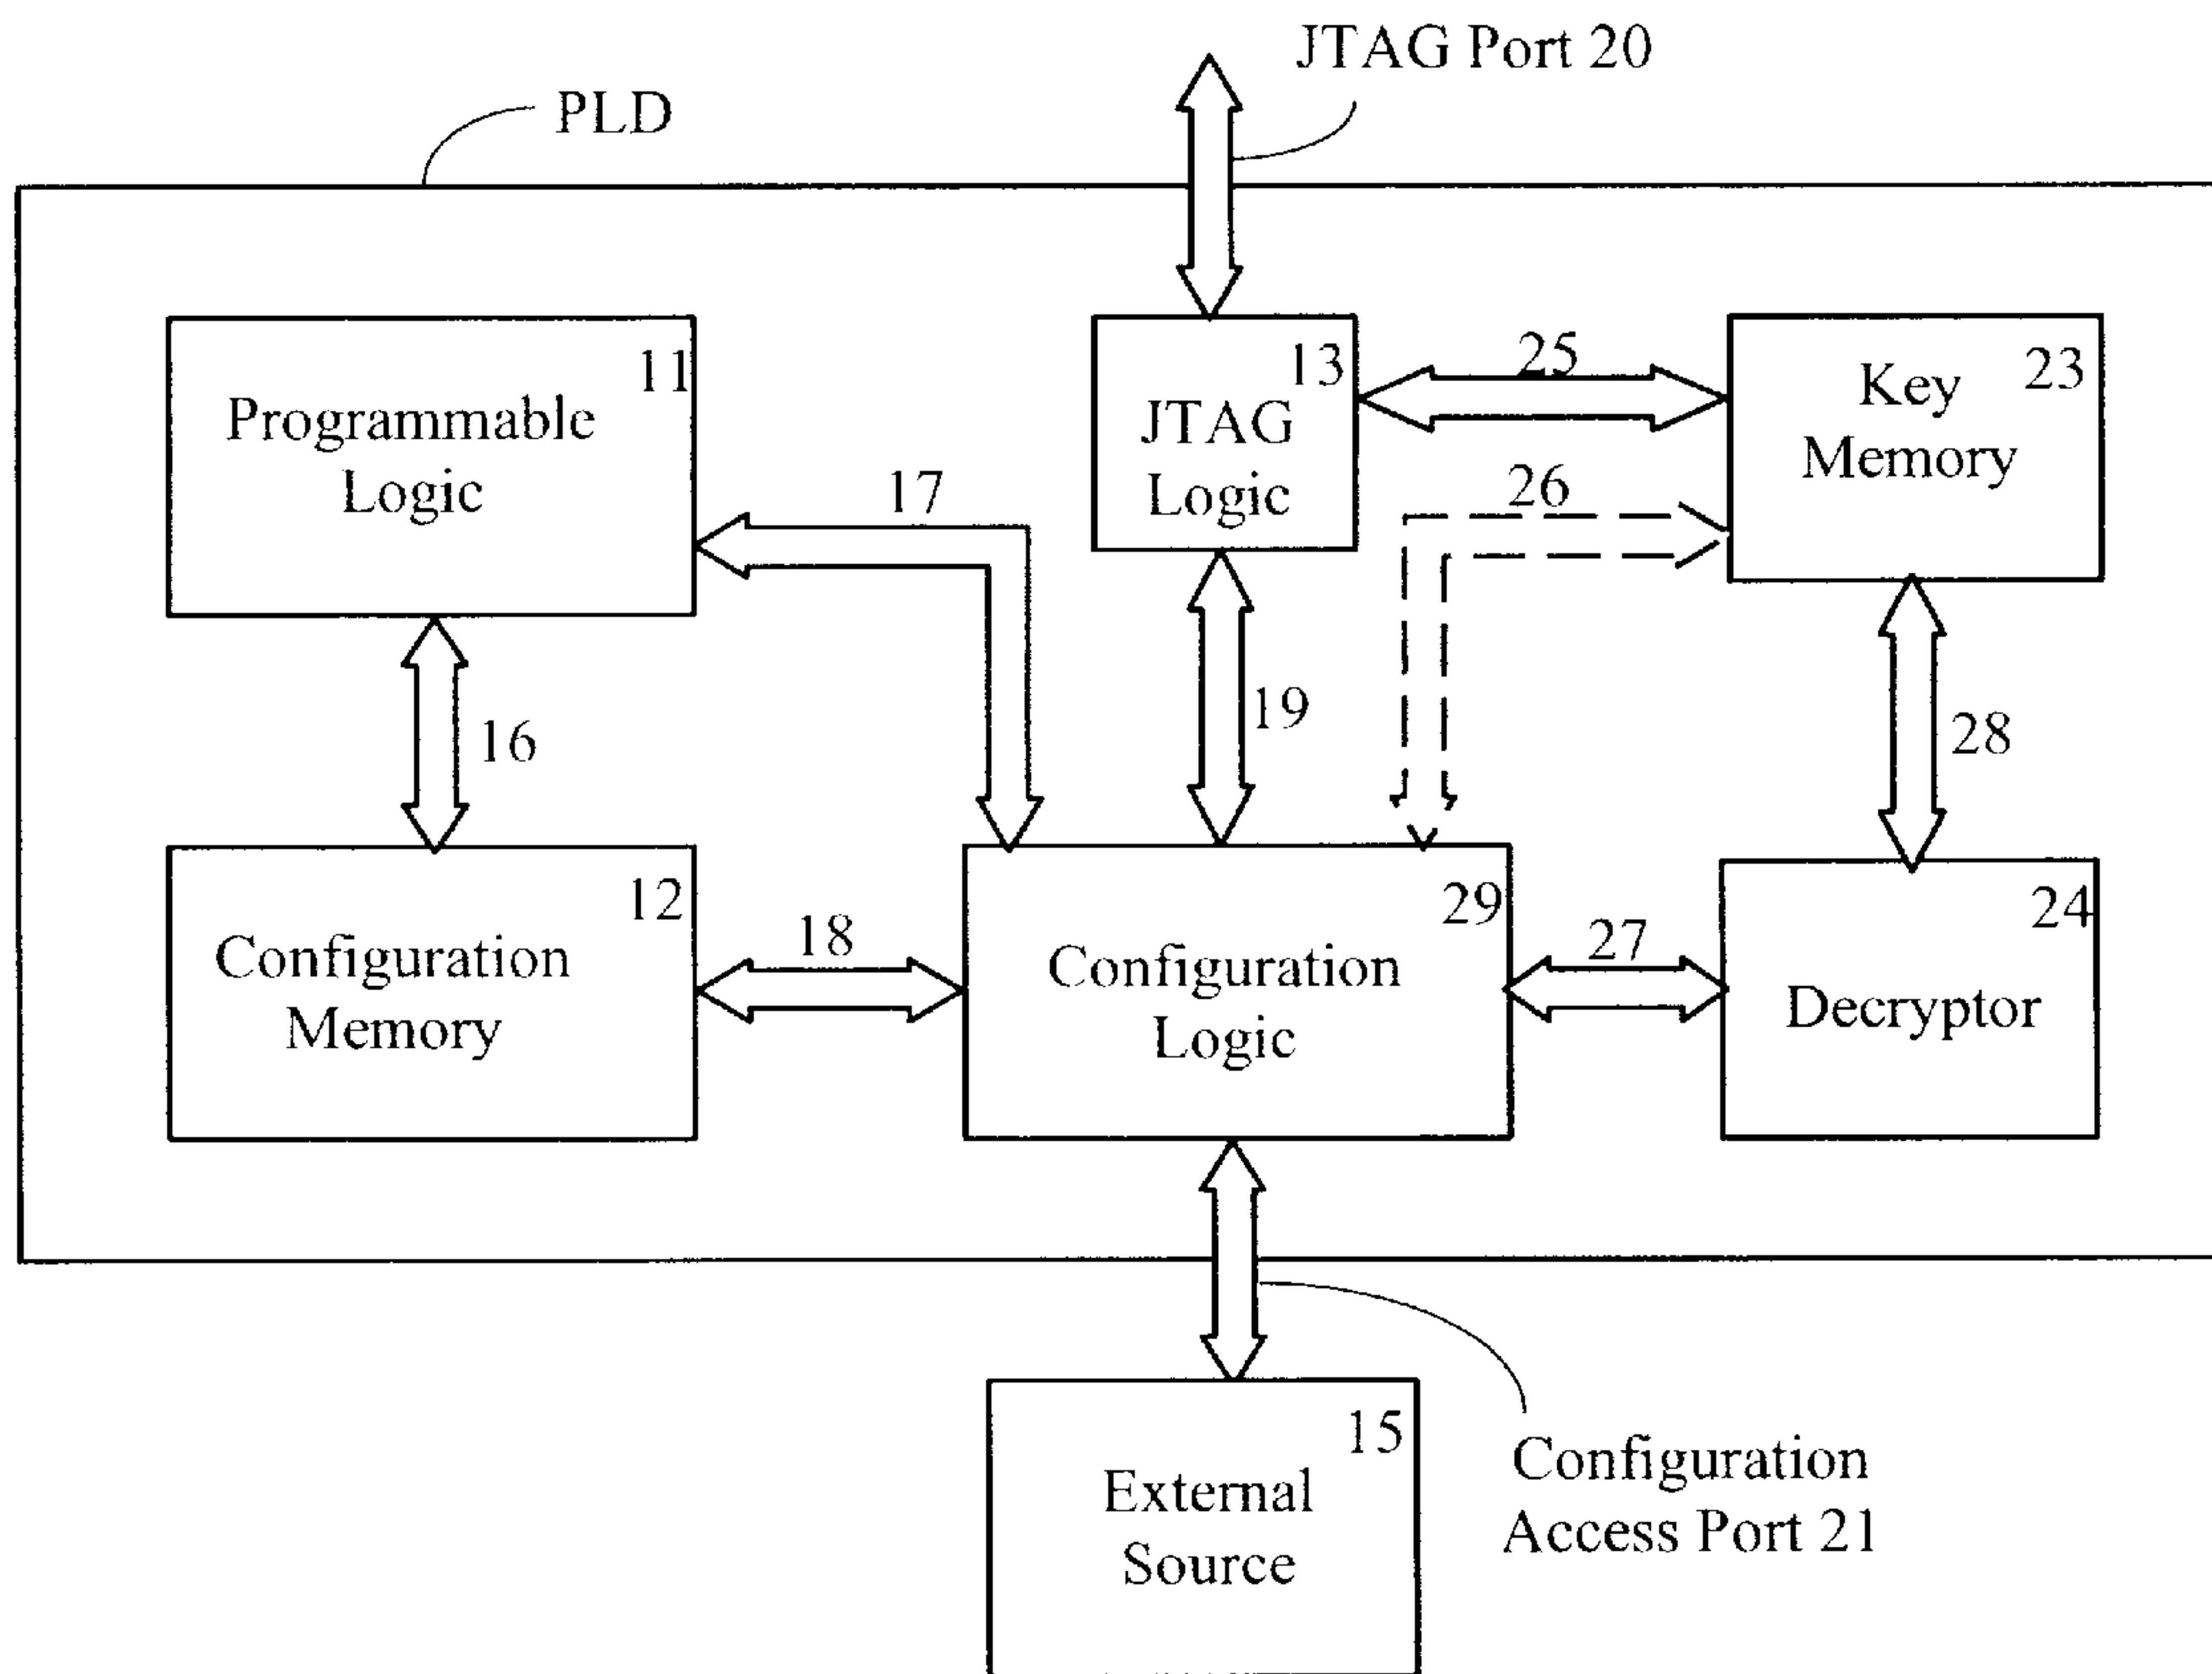 JTAG Port 20
PLD
11
Programmable
Logic
13
JTAG
Logic
25
23
Key
Memory
17
26
16
19
28
12
Configuration
Memory
18
29
Configuration
Logic
27
24
Decryptor
15
External
Source
Configuration
Access Port 21